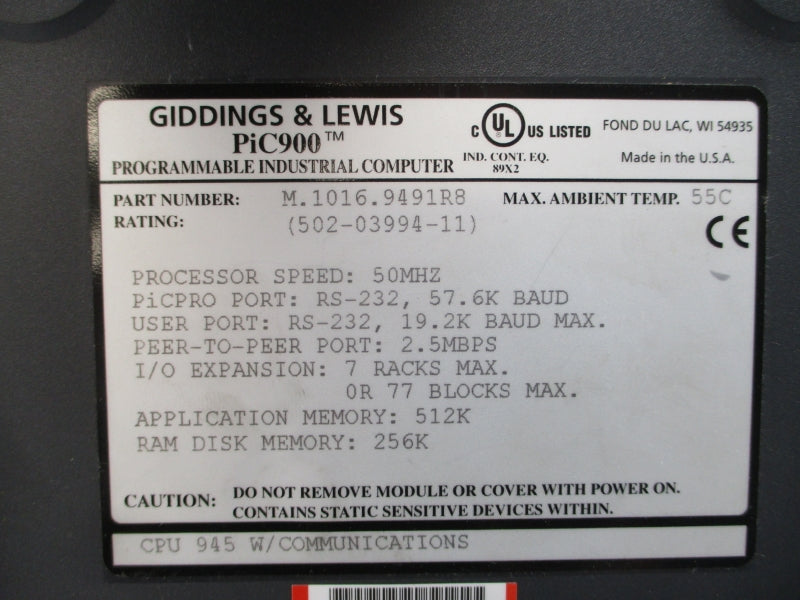 GIDDINGS & LEWIS
PiC900™
PROGRAMMABLE INDUSTRIAL COMPUTER
C UL US LISTED
IND. CONT. EQ.
89X2
FOND DU LAC, WI 54935
Made in the U.S.A.
PART NUMBER: M.1016.9491R8 MAX. AMBIENT TEMP. 55C
RATING: (502-03994-11)
CE
PROCESSOR SPEED: 50MHZ
PiCPRO PORT: RS-232, 57.6K BAUD
USER PORT: RS-232, 19.2K BAUD MAX.
PEER-TO-PEER PORT: 2.5MBPS
I/O EXPANSION: 7 RACKS MAX.
OR 77 BLOCKS MAX.
APPLICATION MEMORY: 512K
RAM DISK MEMORY: 256K
CAUTION: DO NOT REMOVE MODULE OR COVER WITH POWER ON.
CONTAINS STATIC SENSITIVE DEVICES WITHIN.
CPU 945 W/COMMUNICATIONS